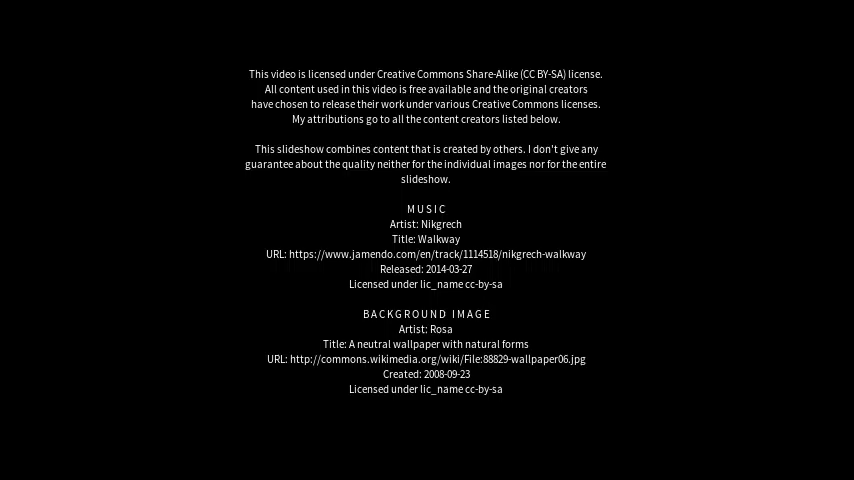 This video is licensed under Creative Commons Share-Alike (CC BY-SA) license.
All content used in this video is free available and the original creators
have chosen to release their work under various Creative Commons licenses.
My attributions go to all the content creators listed below.
This slideshow combines content that is created by others. I don't give any
guarantee about the quality neither for the individual images nor for the entire
slideshow.
MUSIC
Artist: Nikgrech
Title: Walkway
URL: https://www.jamendo.com/en/track/1114518/nikgrech-walkway
Released: 2014-03-27
Licensed under lic_name cc-by-sa
BACKGROUND IMAGE
Artist: Rosa
Title: A neutral wallpaper with natural forms
URL: http://commons.wikimedia.org/wiki/File:88829-wallpaper06.jpg
Created: 2008-09-23
Licensed under lic_name cc-by-sa